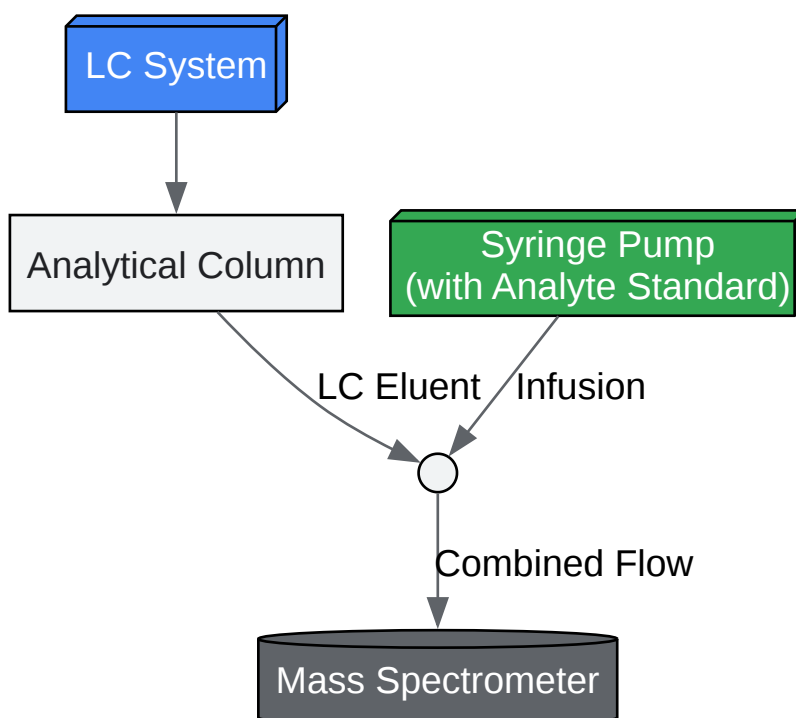 LC System
Analytical Column
Syringe Pump
(with Analyte Standard)
LC Eluent
Infusion
Combined Flow
Mass Spectrometer